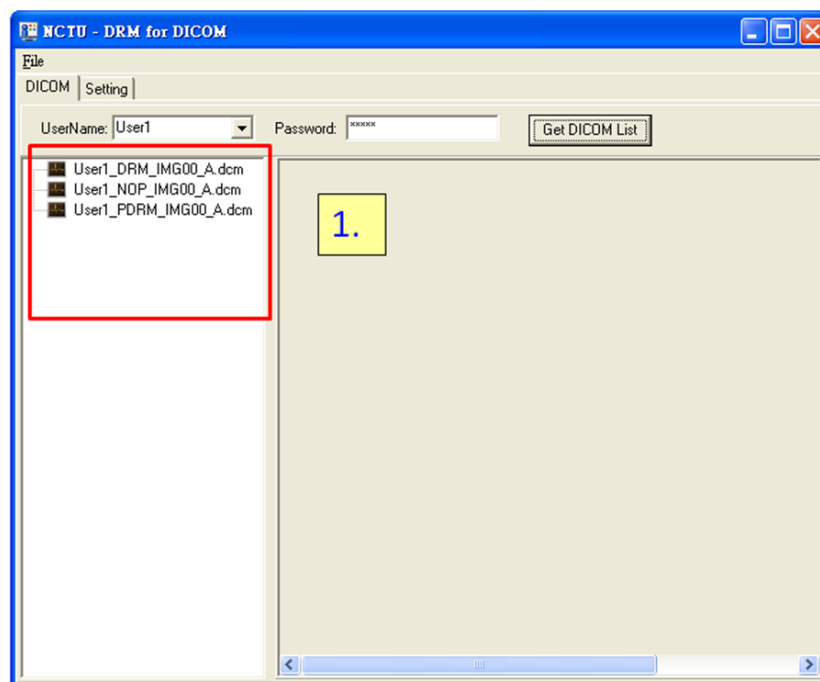 NCTU - DRM for DICOM
File
DICOM Setting
UserName: User1 Password: ***** Get DICOM List
User1_DRM_IMG00_A.dcm
User1_NOP_IMG00_A.dcm
User1_PDRM_IMG00_A.dcm
1.